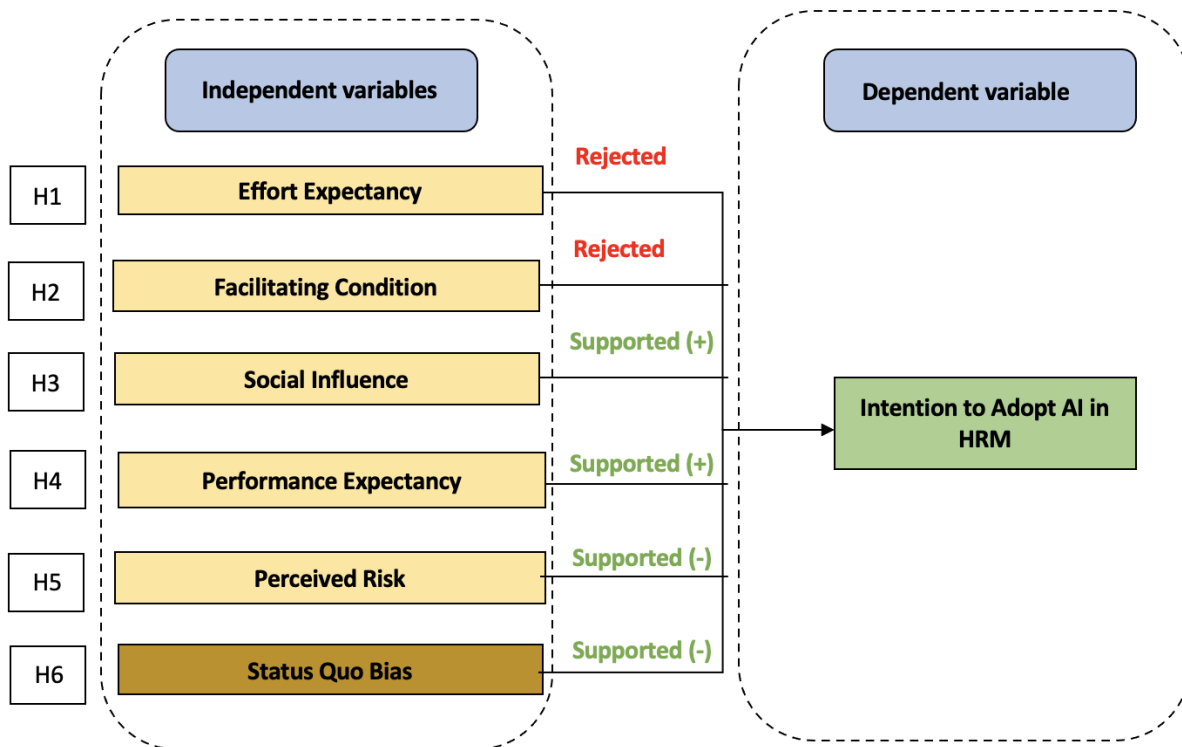 Independent variables
Dependent variable
Rejected
H1
Effort Expectancy
Rejected
H2
Facilitating Condition
Supported (+)
H3
Social Influence
Intention to Adopt AI in
HRM
Supported (+)
H4
Performance Expectancy
Supported (-)
H5
Perceived Risk
Supported (-)
H6
Status Quo Bias